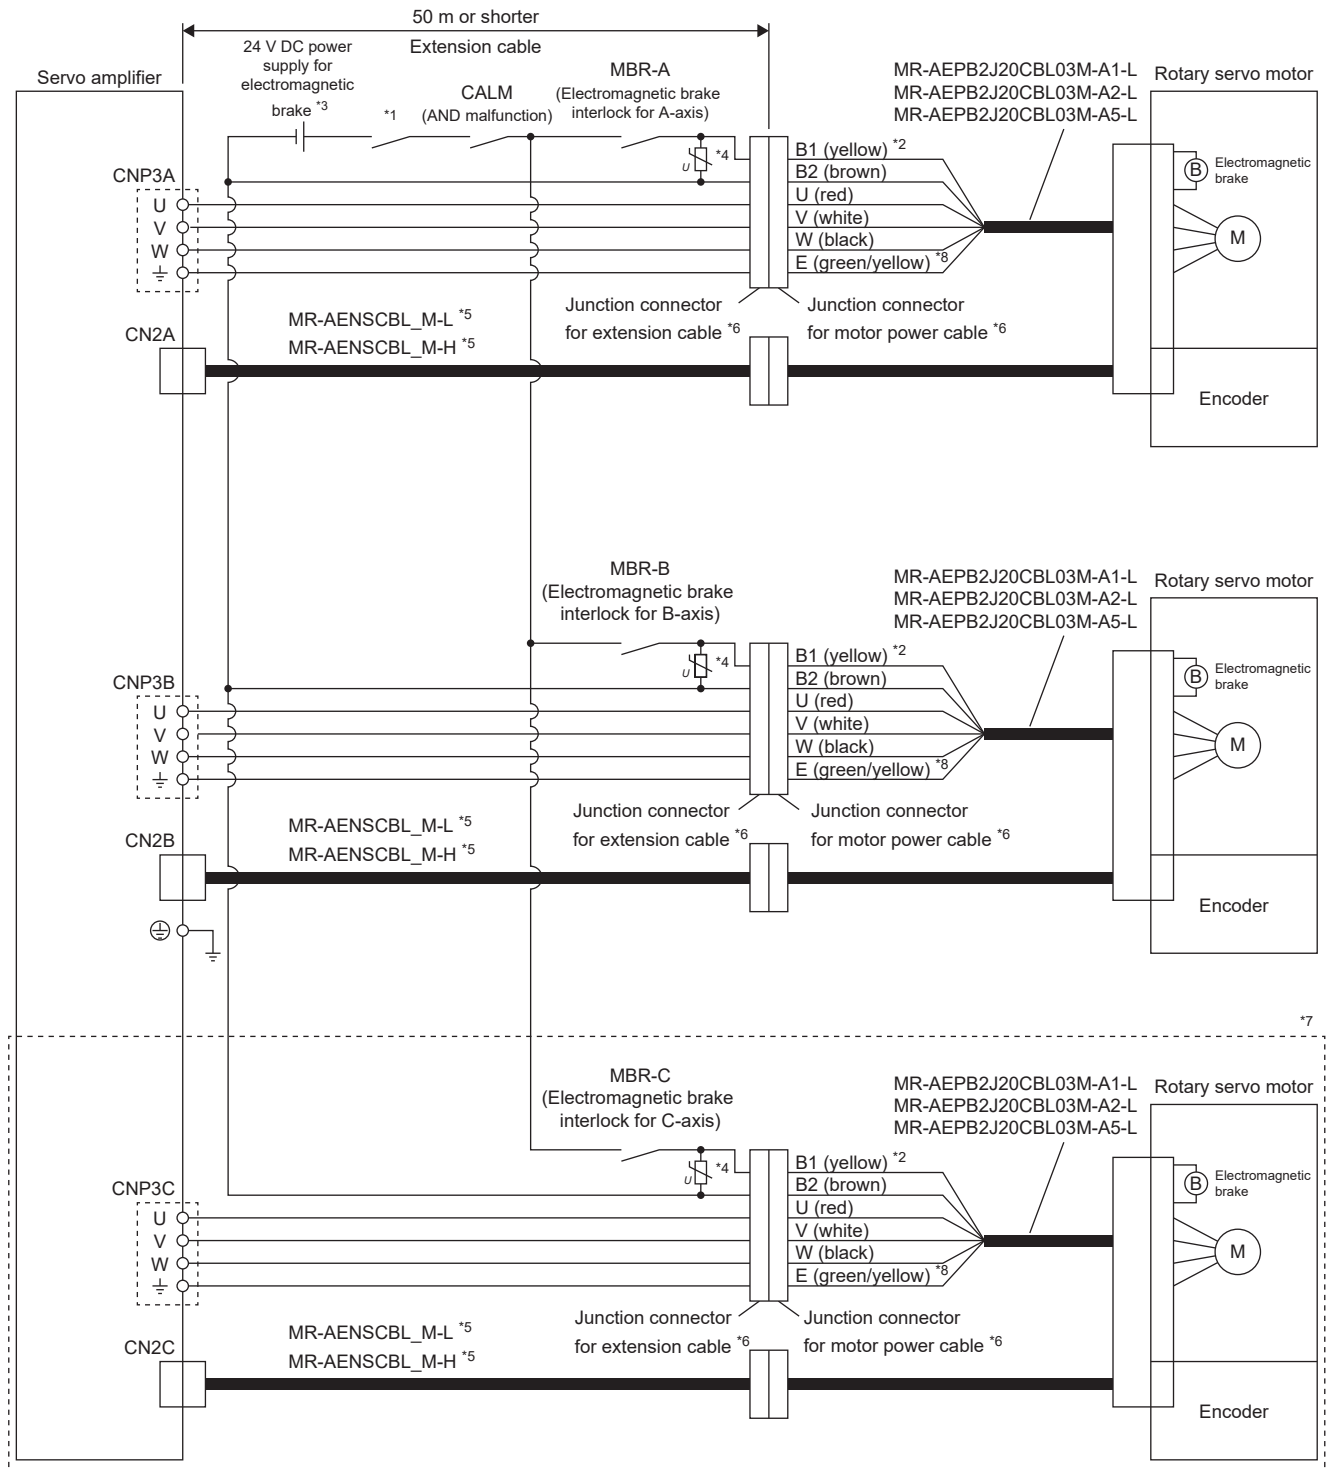 50 m or shorter
Extension cable
Servo amplifier
24 V DC power
supply for
electromagnetic
brake *3
*1
CALM
(AND malfunction)
MBR-A
(Electromagnetic brake
interlock for A-axis)
MR-AEPB2J20CBL03M-A1-L
MR-AEPB2J20CBL03M-A2-L
MR-AEPB2J20CBL03M-A5-L
Rotary servo motor
U
*4
B1 (yellow) *2
B2 (brown)
U (red)
V (white)
W (black)
E (green/yellow) *8
B
Electromagnetic
brake
M
CNP3A
U
V
W
Junction connector
for extension cable *6
Junction connector
for motor power cable *6
MR-AENSCBL_M-L *5
MR-AENSCBL_M-H *5
CN2A
Encoder
MBR-B
(Electromagnetic brake
interlock for B-axis)
MR-AEPB2J20CBL03M-A1-L
MR-AEPB2J20CBL03M-A2-L
MR-AEPB2J20CBL03M-A5-L
Rotary servo motor
U
*4
B1 (yellow) *2
B2 (brown)
U (red)
V (white)
W (black)
E (green/yellow) *8
B
Electromagnetic
brake
M
CNP3B
U
V
W
Junction connector
for extension cable *6
Junction connector
for motor power cable *6
MR-AENSCBL_M-L *5
MR-AENSCBL_M-H *5
CN2B
Encoder
*7
MBR-C
(Electromagnetic brake
interlock for C-axis)
MR-AEPB2J20CBL03M-A1-L
MR-AEPB2J20CBL03M-A2-L
MR-AEPB2J20CBL03M-A5-L
Rotary servo motor
U
*4
B1 (yellow) *2
B2 (brown)
U (red)
V (white)
W (black)
E (green/yellow) *8
B
Electromagnetic
brake
M
CNP3C
U
V
W
Junction connector
for extension cable *6
Junction connector
for motor power cable *6
MR-AENSCBL_M-L *5
MR-AENSCBL_M-H *5
CN2C
Encoder